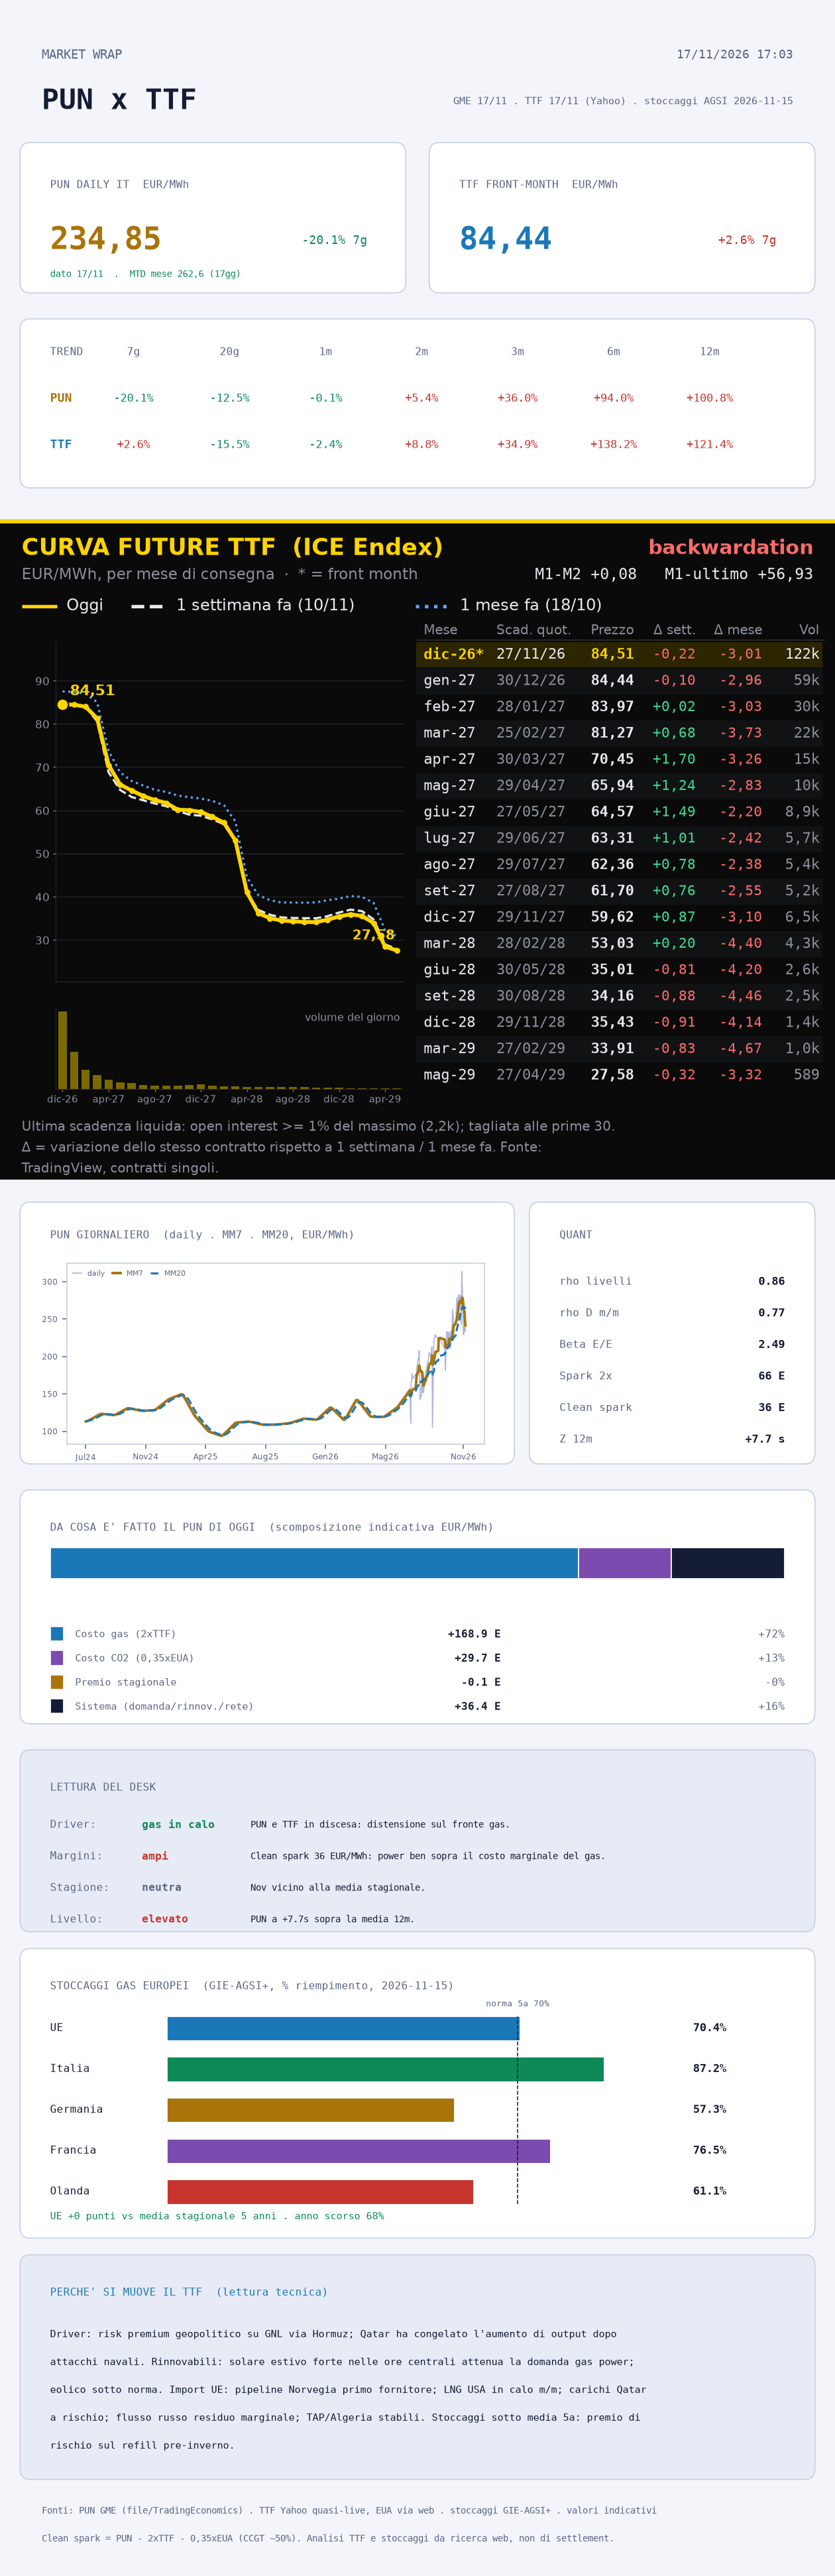 MARKET WRAP 17/11/2026 17:03
PUN x TTF GME 17/11 . TTF 17/11 (Yahoo) . stoccaggi AGSI 2026-11-15
PUN DAILY IT EUR/MWh
234,85 -20.1% 7g
dato 17/11 . MTD mese 262,6 (17gg)
TTF FRONT-MONTH EUR/MWh
84,44 +2.6% 7g
TREND 7g 20g 1m 2m 3m 6m 12m
PUN -20.1% -12.5% -0.1% +5.4% +36.0% +94.0% +100.8%
TTF +2.6% -15.5% -2.4% +8.8% +34.9% +138.2% +121.4%
CURVA FUTURE TTF (ICE Endex) backwardation
EUR/MWh, per mese di consegna · * = front month M1-M2 +0,08 M1-ultimo +56,93
Oggi 1 settimana fa (10/11) 1 mese fa (18/10)
90
80
70
60
50
40
30
84,51
27,58
volume del giorno
dic-26 apr-27 ago-27 dic-27 apr-28 ago-28 dic-28 apr-29
Mese Scad. quot. Prezzo Δ sett. Δ mese Vol
dic-26* 27/11/26 84,51 -0,22 -3,01 122k
gen-27 30/12/26 84,44 -0,10 -2,96 59k
feb-27 28/01/27 83,97 +0,02 -3,03 30k
mar-27 25/02/27 81,27 +0,68 -3,73 22k
apr-27 30/03/27 70,45 +1,70 -3,26 15k
mag-27 29/04/27 65,94 +1,24 -2,83 10k
giu-27 27/05/27 64,57 +1,49 -2,20 8,9k
lug-27 29/06/27 63,31 +1,01 -2,42 5,7k
ago-27 29/07/27 62,36 +0,78 -2,38 5,4k
set-27 27/08/27 61,70 +0,76 -2,55 5,2k
dic-27 29/11/27 59,62 +0,87 -3,10 6,5k
mar-28 28/02/28 53,03 +0,20 -4,40 4,3k
giu-28 30/05/28 35,01 -0,81 -4,20 2,6k
set-28 30/08/28 34,16 -0,88 -4,46 2,5k
dic-28 29/11/28 35,43 -0,91 -4,14 1,4k
mar-29 27/02/29 33,91 -0,83 -4,67 1,0k
mag-29 27/04/29 27,58 -0,32 -3,32 589
Ultima scadenza liquida: open interest >= 1% del massimo (2,2k); tagliata alle prime 30.
Δ = variazione dello stesso contratto rispetto a 1 settimana / 1 mese fa. Fonte:
TradingView, contratti singoli.
PUN GIORNALIERO (daily . MM7 . MM20, EUR/MWh)
daily MM7 MM20
300
250
200
150
100
Jul24 Nov24 Apr25 Aug25 Gen26 Mag26 Nov26
QUANT
rho livelli 0.86
rho D m/m 0.77
Beta E/E 2.49
Spark 2x 66 E
Clean spark 36 E
Z 12m +7.7 s
DA COSA E' FATTO IL PUN DI OGGI (scomposizione indicativa EUR/MWh)
Costo gas (2xTTF) +168.9 E +72%
Costo CO2 (0,35xEUA) +29.7 E +13%
Premio stagionale -0.1 E -0%
Sistema (domanda/rinnov./rete) +36.4 E +16%
LETTURA DEL DESK
Driver: gas in calo PUN e TTF in discesa: distensione sul fronte gas.
Margini: ampi Clean spark 36 EUR/MWh: power ben sopra il costo marginale del gas.
Stagione: neutra Nov vicino alla media stagionale.
Livello: elevato PUN a +7.7s sopra la media 12m.
STOCCAGGI GAS EUROPEI (GIE-AGSI+, % riempimento, 2026-11-15)
norma 5a 70%
UE 70.4%
Italia 87.2%
Germania 57.3%
Francia 76.5%
Olanda 61.1%
UE +0 punti vs media stagionale 5 anni . anno scorso 68%
PERCHE' SI MUOVE IL TTF (lettura tecnica)
Driver: risk premium geopolitico su GNL via Hormuz; Qatar ha congelato l'aumento di output dopo
attacchi navali. Rinnovabili: solare estivo forte nelle ore centrali attenua la domanda gas power;
eolico sotto norma. Import UE: pipeline Norvegia primo fornitore; LNG USA in calo m/m; carichi Qatar
a rischio; flusso russo residuo marginale; TAP/Algeria stabili. Stoccaggi sotto media 5a: premio di
rischio sul refill pre-inverno.
Fonti: PUN GME (file/TradingEconomics) . TTF Yahoo quasi-live, EUA via web . stoccaggi GIE-AGSI+ . valori indicativi
Clean spark = PUN - 2xTTF - 0,35xEUA (CCGT ~50%). Analisi TTF e stoccaggi da ricerca web, non di settlement.